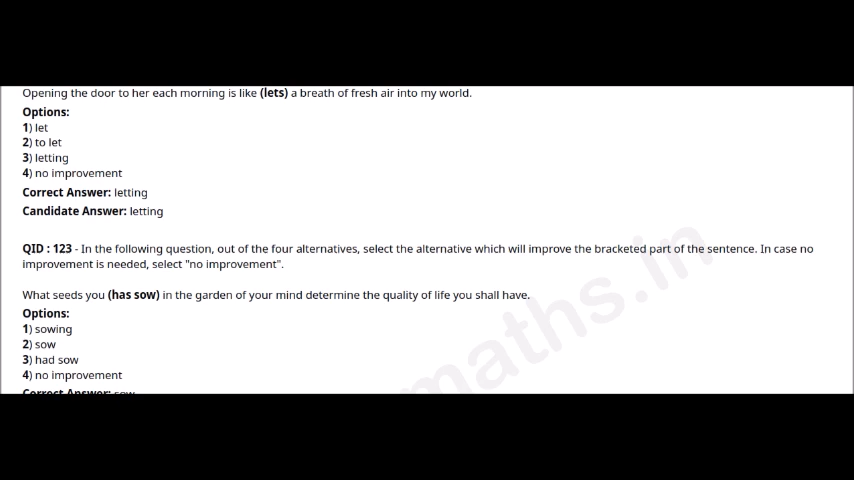 Opening the door to her each morning is like (lets) a breath of fresh air into my world.
Options:
1) let
2) to let
3) letting
4) no improvement
Correct Answer: letting
Candidate Answer: letting
QID : 123 - In the following question, out of the four alternatives, select the alternative which will improve the bracketed part of the sentence. In case no
improvement is needed, select "no improvement".
What seeds you (has sow) in the garden of your mind determine the quality of life you shall have.
Options:
1) sowing
2) sow
3) had sow
4) no improvement
Correct Answer: sow
maths.in